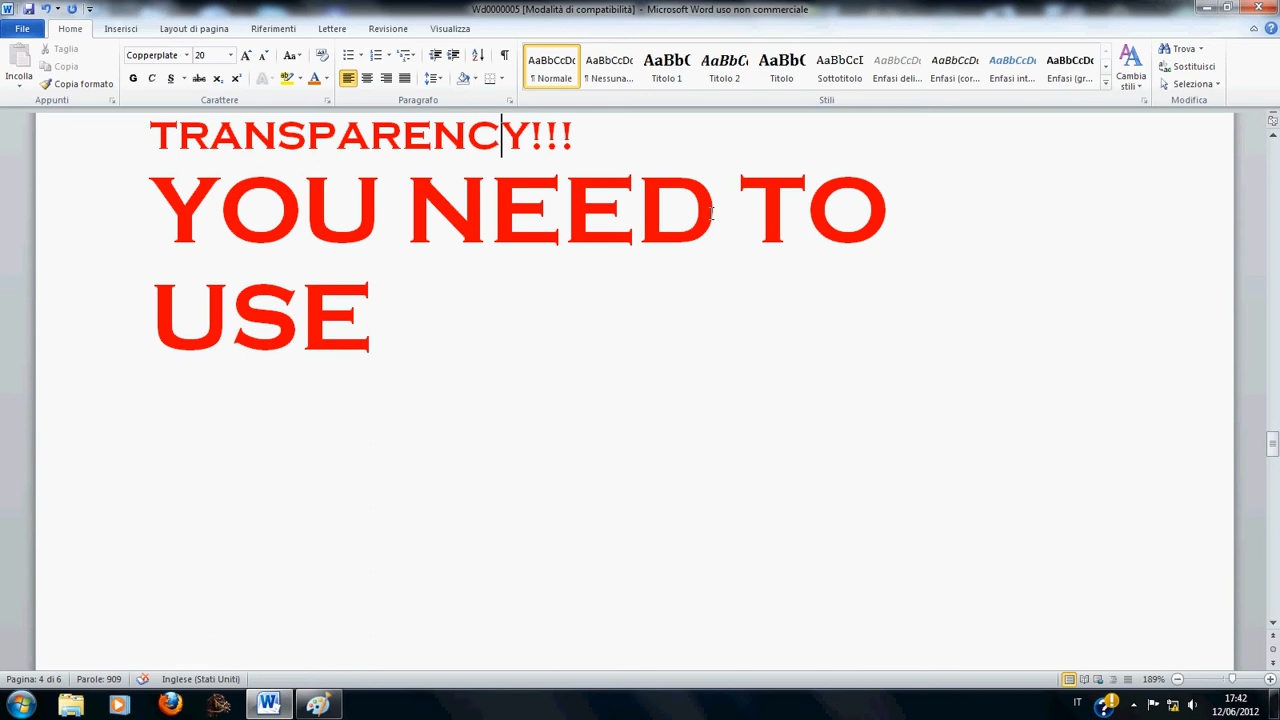 Wd0000005 [Modalità di compatibilità] - Microsoft Word uso non commerciale
File Home Inserisci Layout di pagina Riferimenti Lettere Revisione Visualizza
Incolla
Taglia
Copia
Copia formato
Appunti
Copperplate 20
G C S abc x₂ x²
Carattere
Paragrafo
AaBbCcDc AaBbCcDc AaBbC AaBbCc AaBbC AaBbCcI AaBbCcDc AaBbCcDc AaBbCcDc AaBbCcDc
¶ Normale ¶ Nessuna... Titolo 1 Titolo 2 Titolo Sottotitolo Enfasi deli... Enfasi (cor... Enfasi int... Enfasi (gr...
Stili
Cambia stili
Trova
Sostituisci
Seleziona
Modifica
TRANSPARENCY!!!
YOU NEED TO
USE
Pagina: 4 di 6 Parole: 909 Inglese (Stati Uniti) 189%
IT
17:42
12/06/2012